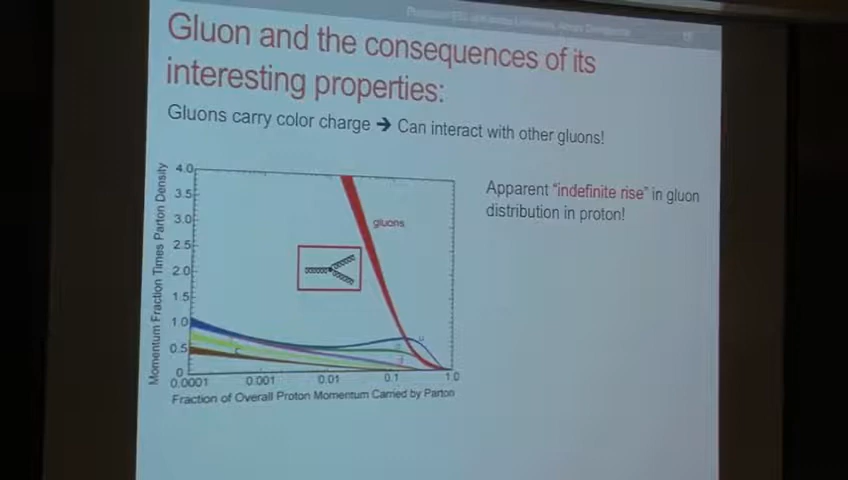 Gluon and the consequences of its
interesting properties:
Gluons carry color charge ➔ Can interact with other gluons!
Apparent "indefinite rise" in gluon
distribution in proton!
Momentum Fraction Times Parton Density
4.0
3.5
3.0
2.5
2.0
1.5
1.0
0.5
0
gluons
u
0.0001 0.001 0.01 0.1 1.0
Fraction of Overall Proton Momentum Carried by Parton